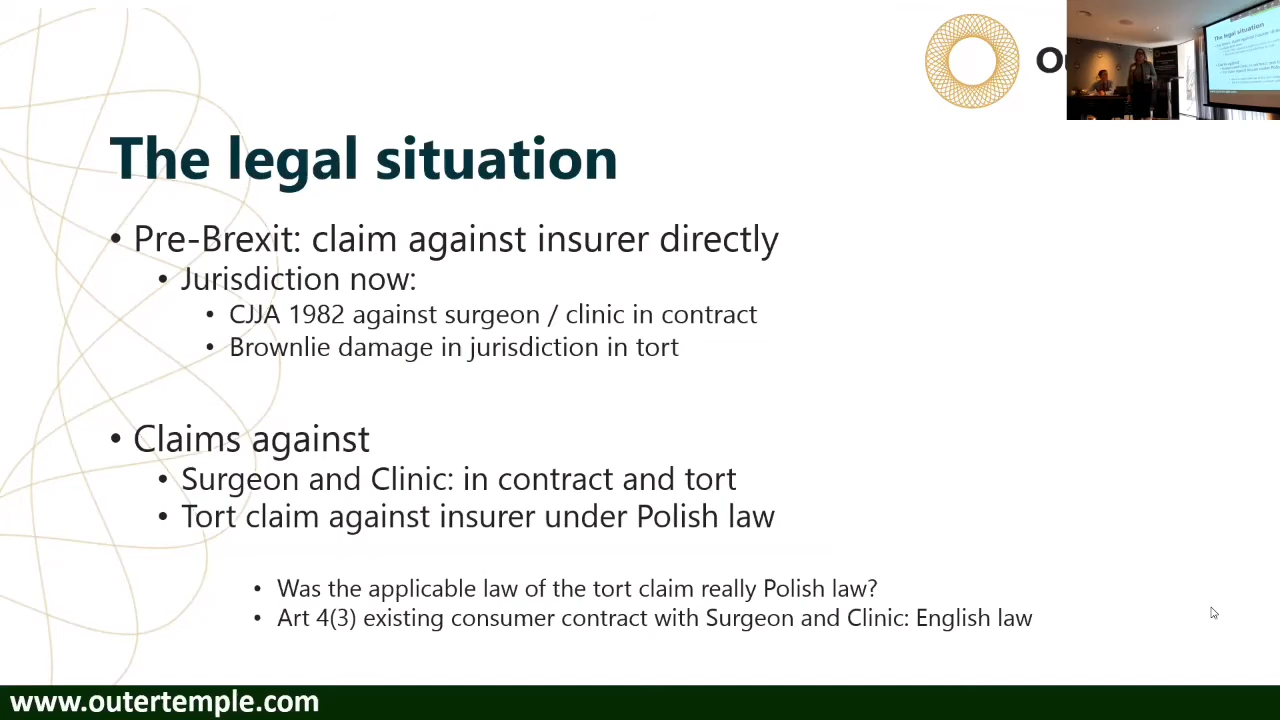 The legal situation
• Pre-Brexit: claim against insurer directly
• Jurisdiction now:
• CJJA 1982 against surgeon / clinic in contract
• Brownlie damage in jurisdiction in tort
• Claims against
• Surgeon and Clinic: in contract and tort
• Tort claim against insurer under Polish law
• Was the applicable law of the tort claim really Polish law?
• Art 4(3) existing consumer contract with Surgeon and Clinic: English law
www.outertemple.com
The legal situation